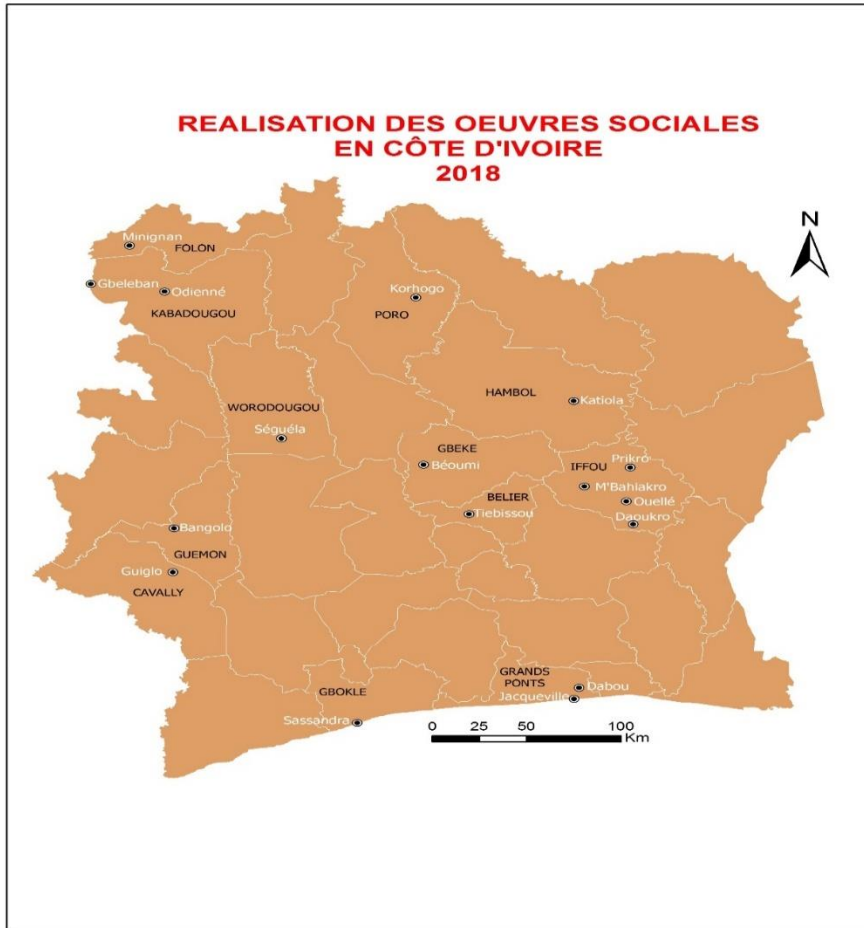 REALISATION DES OEUVRES SOCIALES
EN CÔTE D'IVOIRE
2018
N
Minignan
FOLON
Gbeleban
Odienné
KABADOUGOU
Korhogo
PORO
HAMBOL
Katiola
WORODOUGOU
Séguéla
GBEKE
Béoumi
IFFOU
Prikro
M'Bahiakro
Ouellé
Daoukro
BELIER
Tiebissou
Bangolo
GUEMON
Guiglo
CAVALLY
GRANDS
PONTS
Dabou
Jacqueville
GBOKLE
Sassandra
0 25 50 100
Km